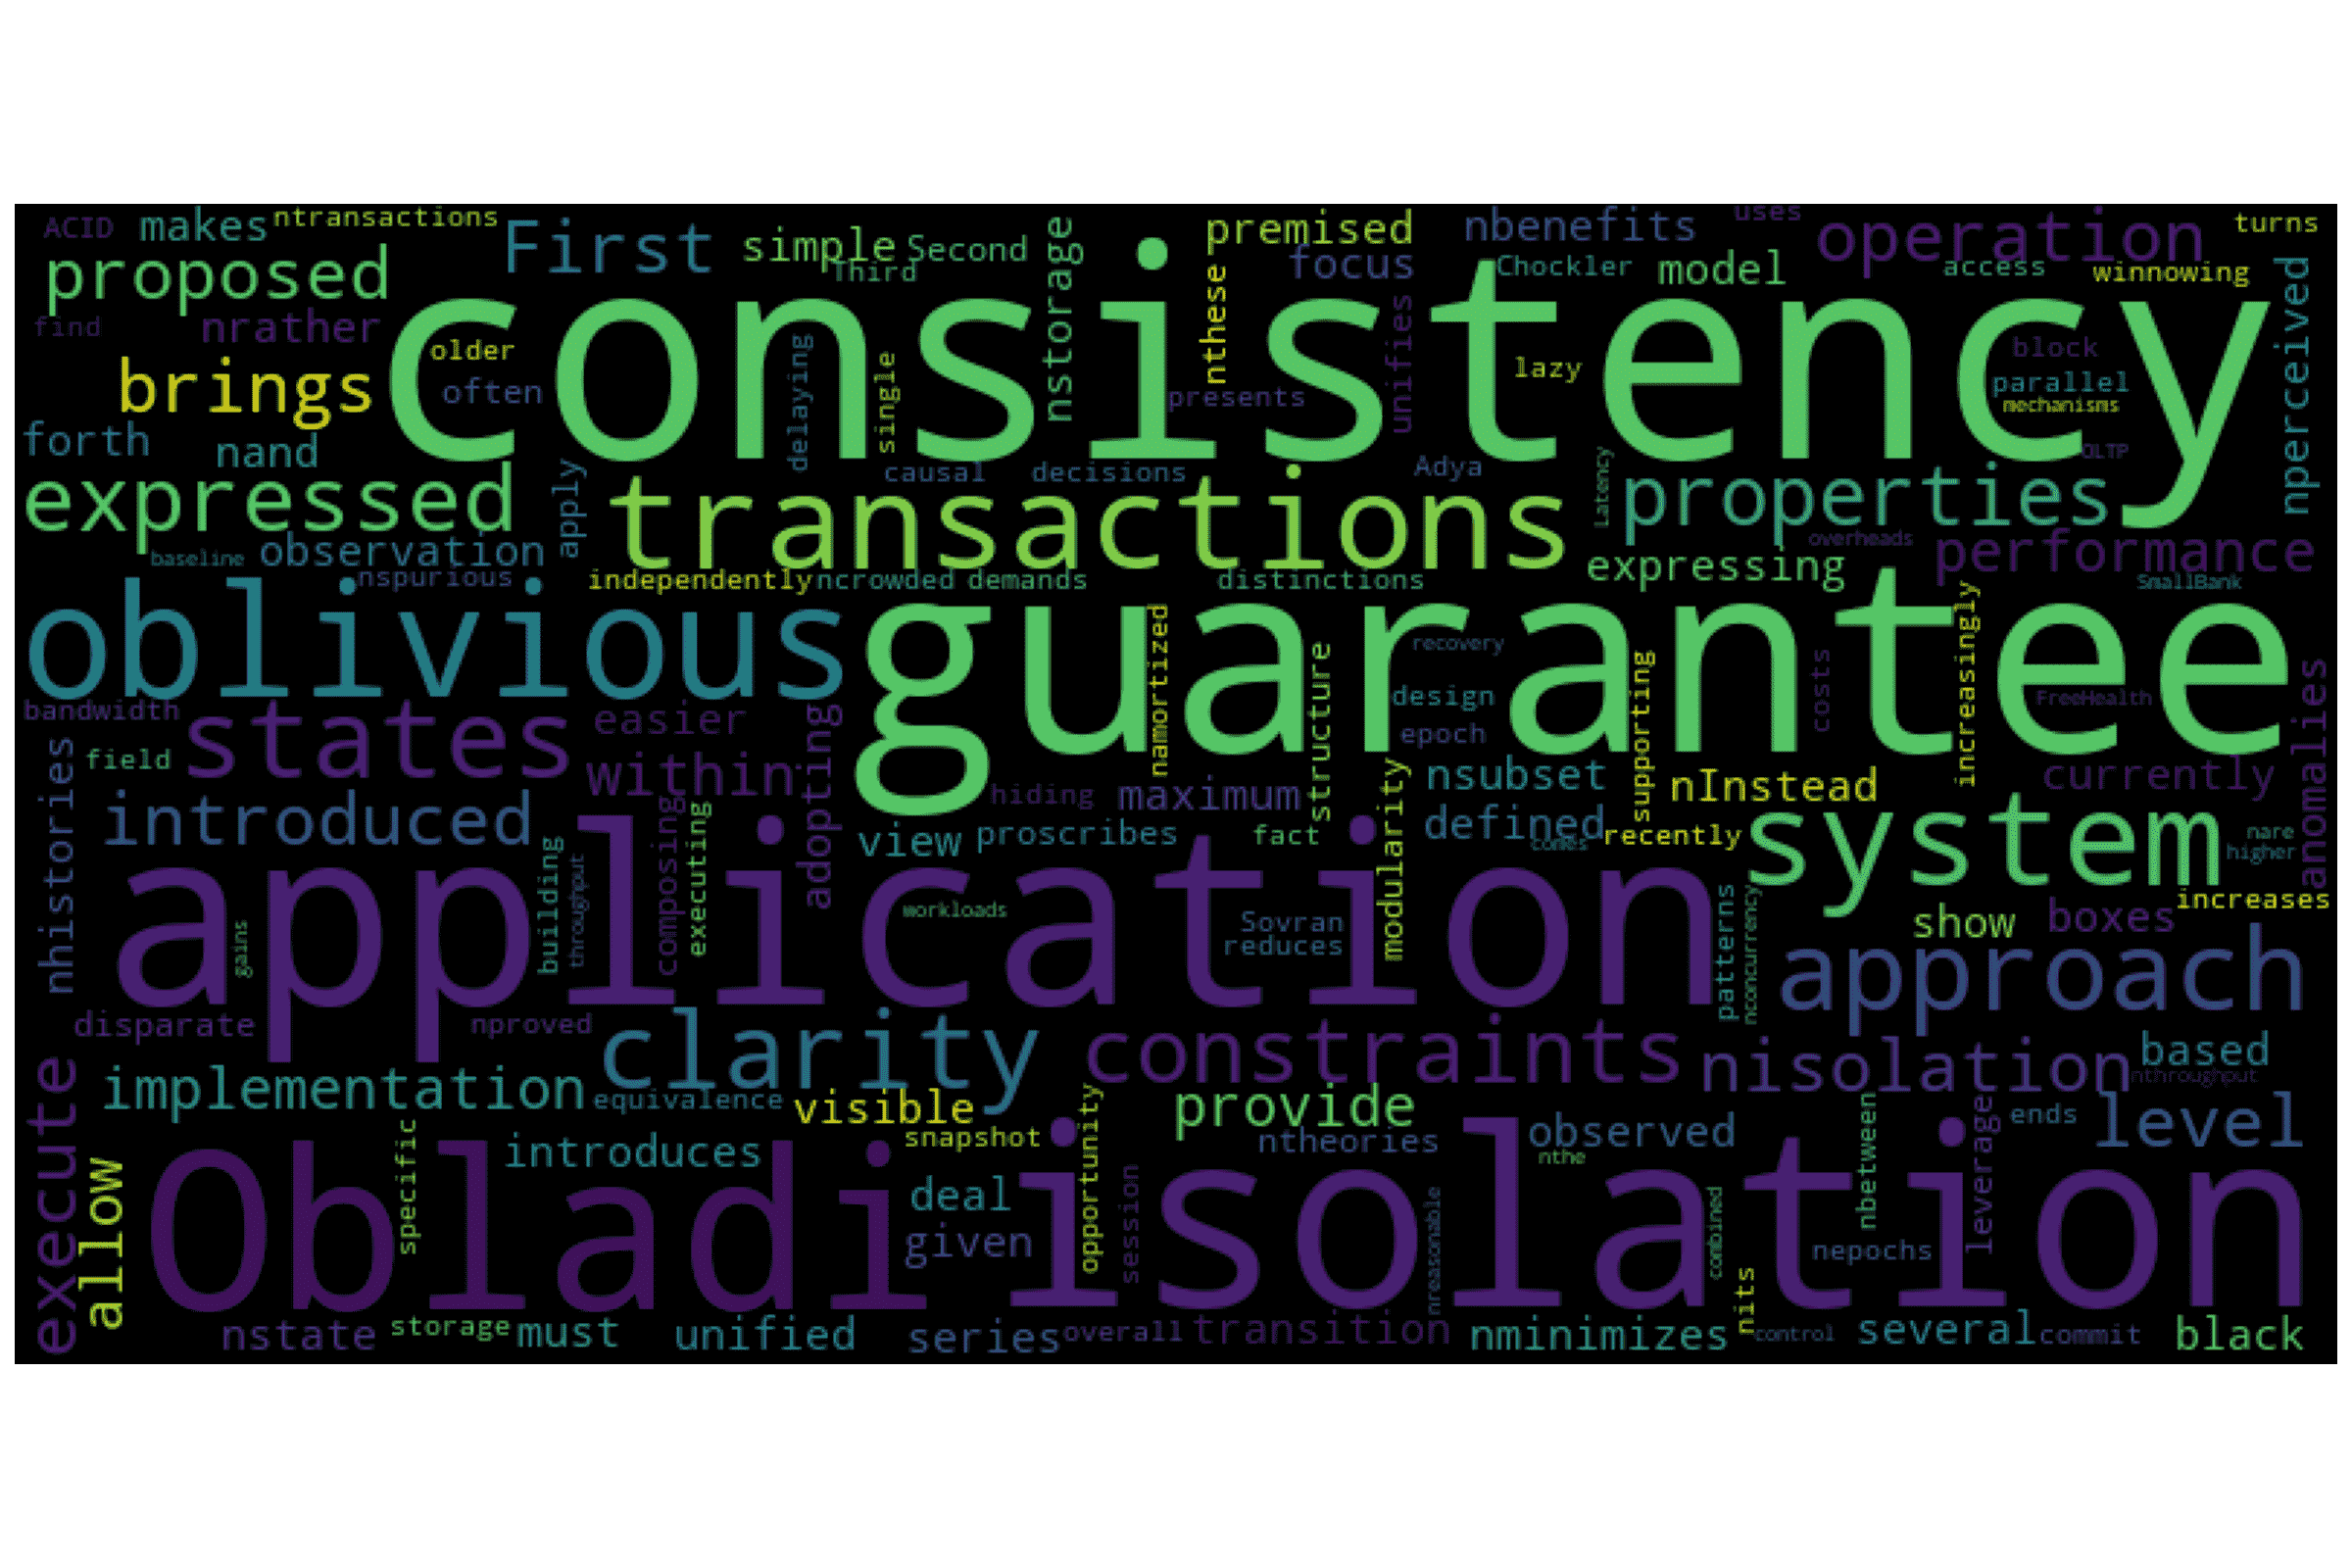 ACID makes ntransactions First simple Second Third premised nbenefits uses operation turns
proposed focus Chockler model access winnowing
find nrather consistency nstorage nthese unifies nperceived
brings older often delaying single presents lazy block parallel mechanisms
forth nand causal decisions Adya OLTP
expressed apply transactions Latency properties
baseline observation overheads performance
nspurious independently ncrowded demands distinctions expressing SmallBank
oblivious guarantee namortized structure recovery supporting costs increasingly anomalies
bandwidth states easier design FreeHealth
field within adopting epoch
nhistories hiding maximum modularity nsubset nInstead currently
introduced composing executing view proscribes fact defined recently system nare
building throughput comes higher
application workloads Sovran patterns nconcurrency show boxes increases
gains reduces approach
disparate nproved clarity constraints nisolation based
execute implementation equivalence visible opportunity provide nthroughput
specific introduces snapshot ntheories observed nbetween leverage ends level
allow Obladi deal session isolation nthe
given nreasonable combined nepochs
nstate storage must unified series overall transition nminimizes nits control several commit black